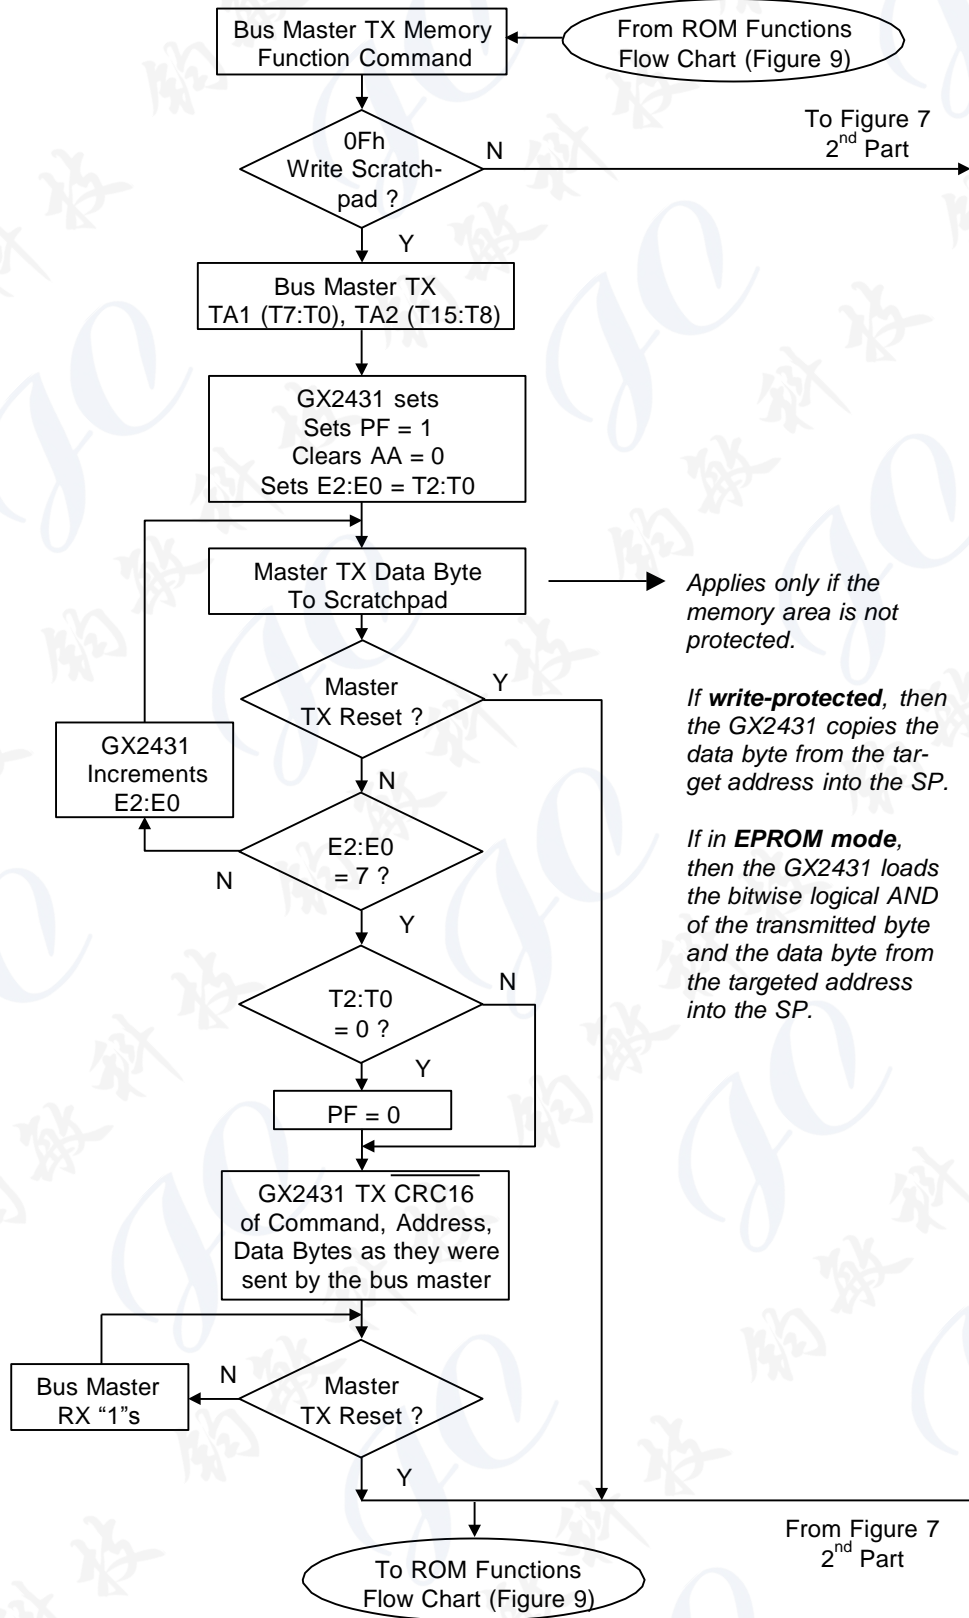 Bus Master TX Memory
Function Command
From ROM Functions
Flow Chart (Figure 9)
To Figure 7
2nd Part
0Fh
Write Scratch-
pad ?
N
Y
Bus Master TX
TA1 (T7:T0), TA2 (T15:T8)
GX2431 sets
Sets PF = 1
Clears AA = 0
Sets E2:E0 = T2:T0
Master TX Data Byte
To Scratchpad
Applies only if the
memory area is not
protected.
If write-protected, then
the GX2431 copies the
data byte from the tar-
get address into the SP.
If in EPROM mode,
then the GX2431 loads
the bitwise logical AND
of the transmitted byte
and the data byte from
the targeted address
into the SP.
Master
TX Reset ?
Y
N
GX2431
Increments
E2:E0
E2:E0
= 7 ?
N
Y
T2:T0
= 0 ?
N
Y
PF = 0
GX2431 TX CRC16
of Command, Address,
Data Bytes as they were
sent by the bus master
Master
TX Reset ?
N
Bus Master
RX “1”s
Y
From Figure 7
2nd Part
To ROM Functions
Flow Chart (Figure 9)